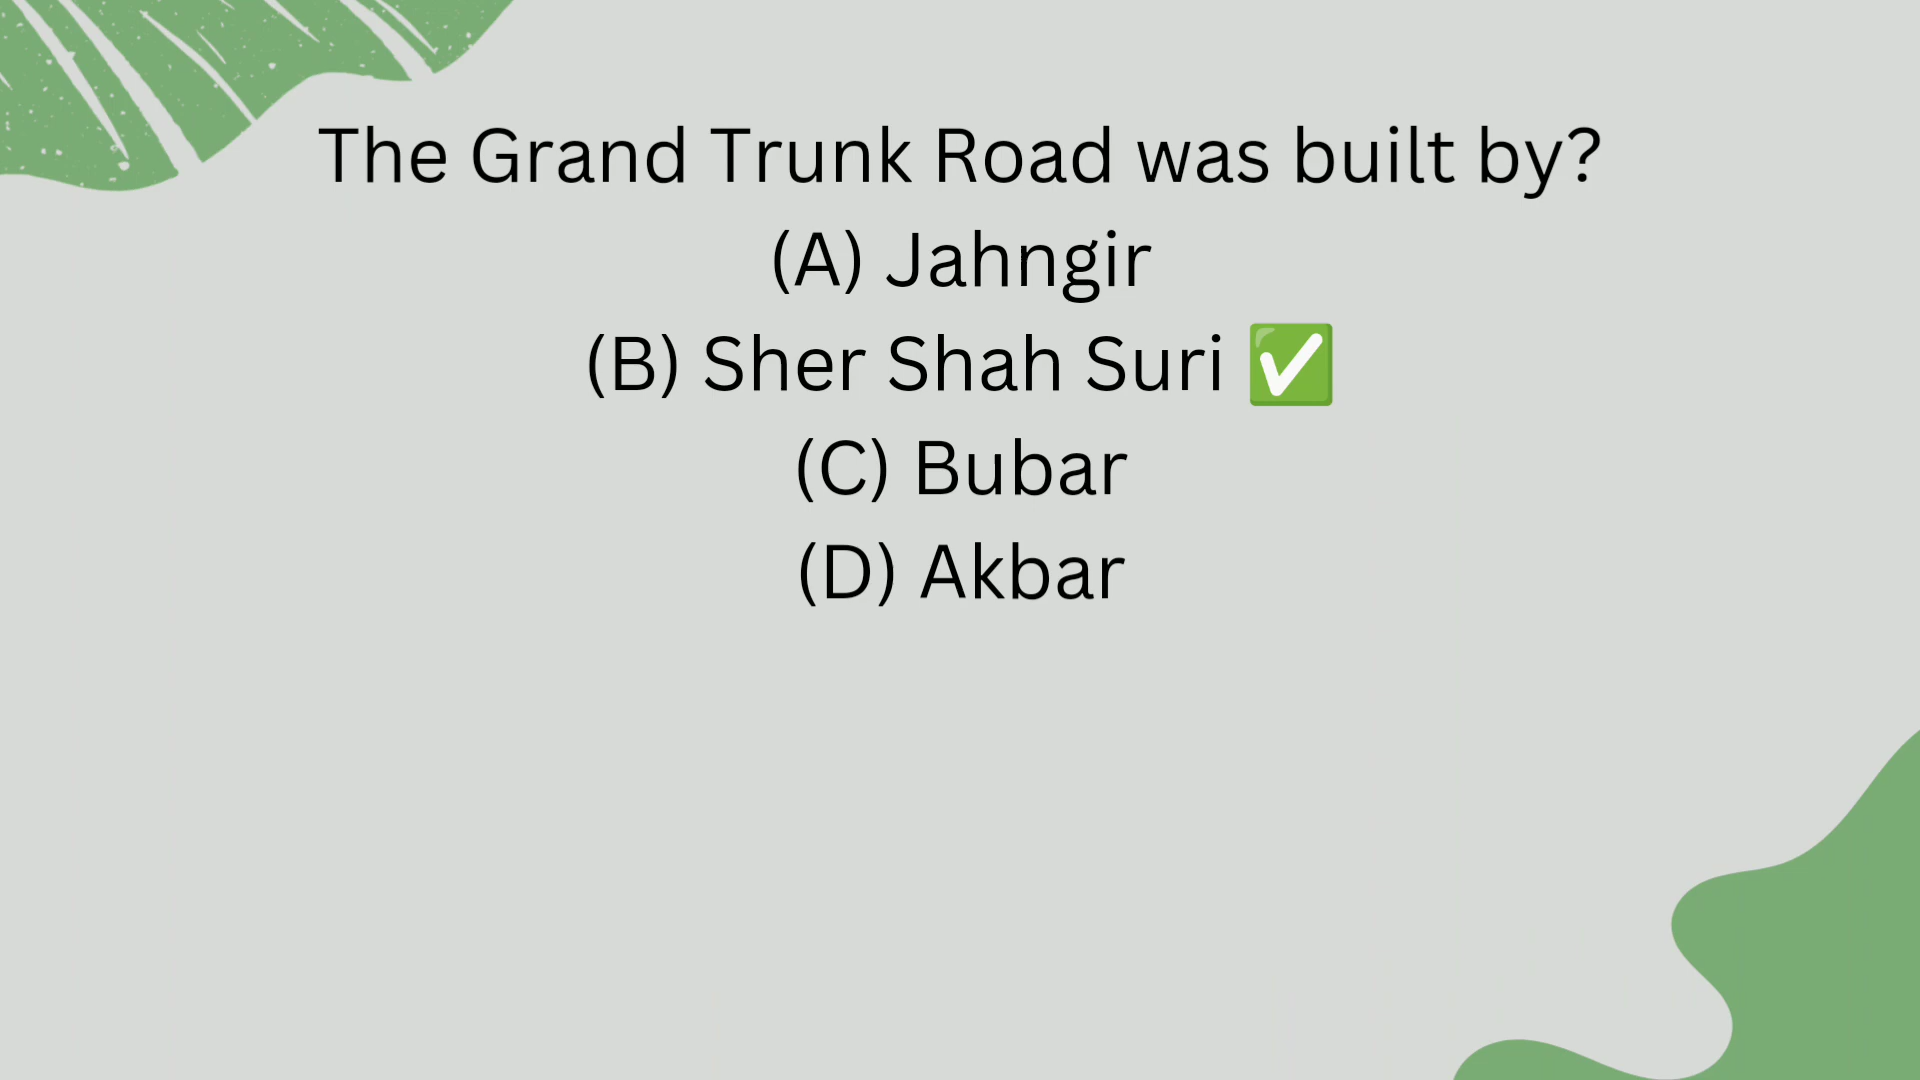 The Grand Trunk Road was built by?
(A) Jahngir
(B) Sher Shah Suri ✅
(C) Bubar
(D) Akbar